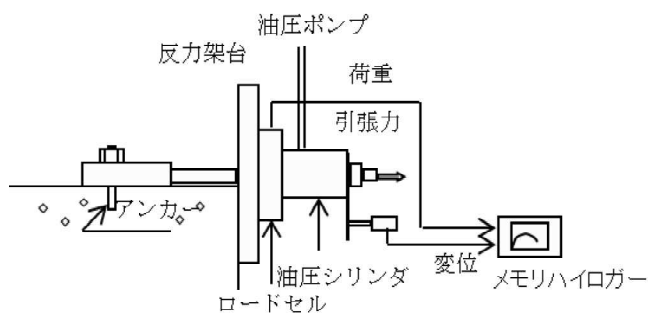 油圧ポンプ
反力架台
荷重
引張力
アンカー
油圧シリンダ
変位
メモリハイロガー
ロードセル